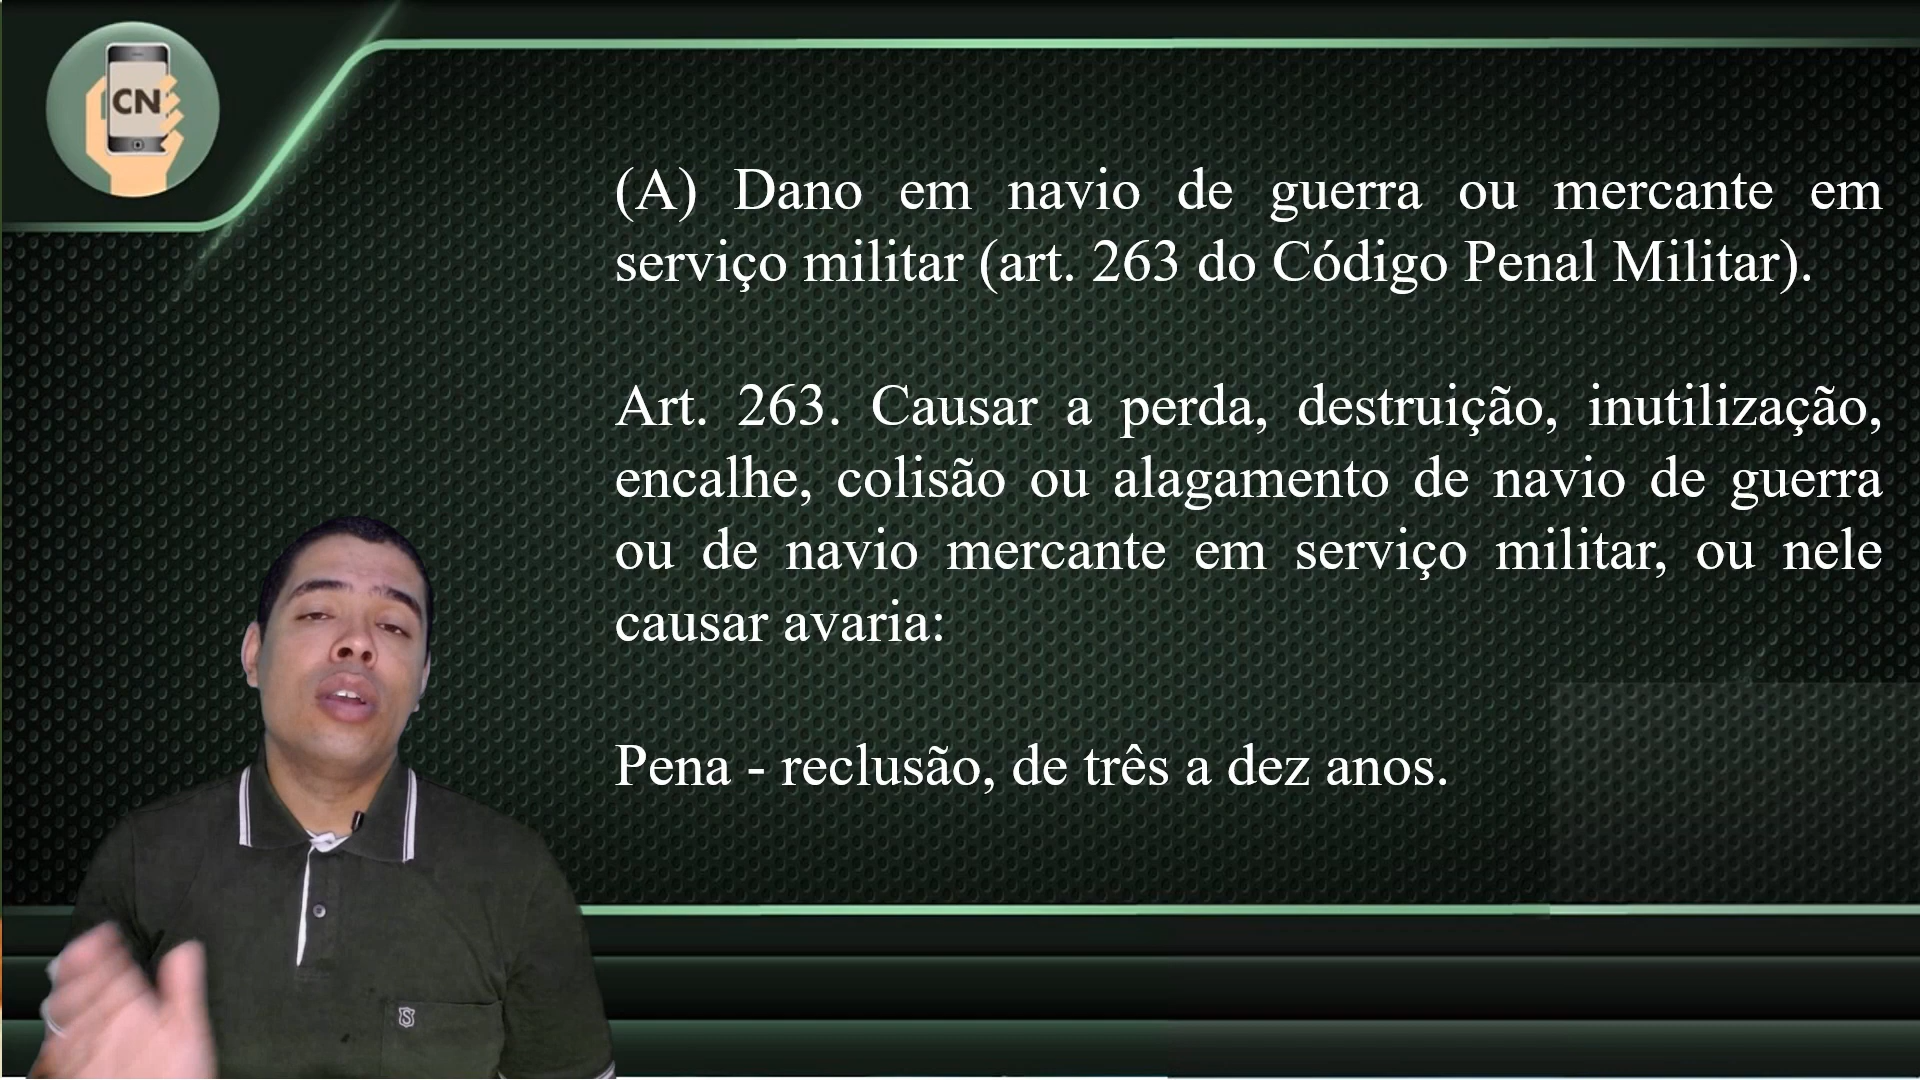 CN
(A) Dano em navio de guerra ou mercante em
serviço militar (art. 263 do Código Penal Militar).
Art. 263. Causar a perda, destruição, inutilização,
encalhe, colisão ou alagamento de navio de guerra
ou de navio mercante em serviço militar, ou nele
causar avaria:
Pena - reclusão, de três a dez anos.
S